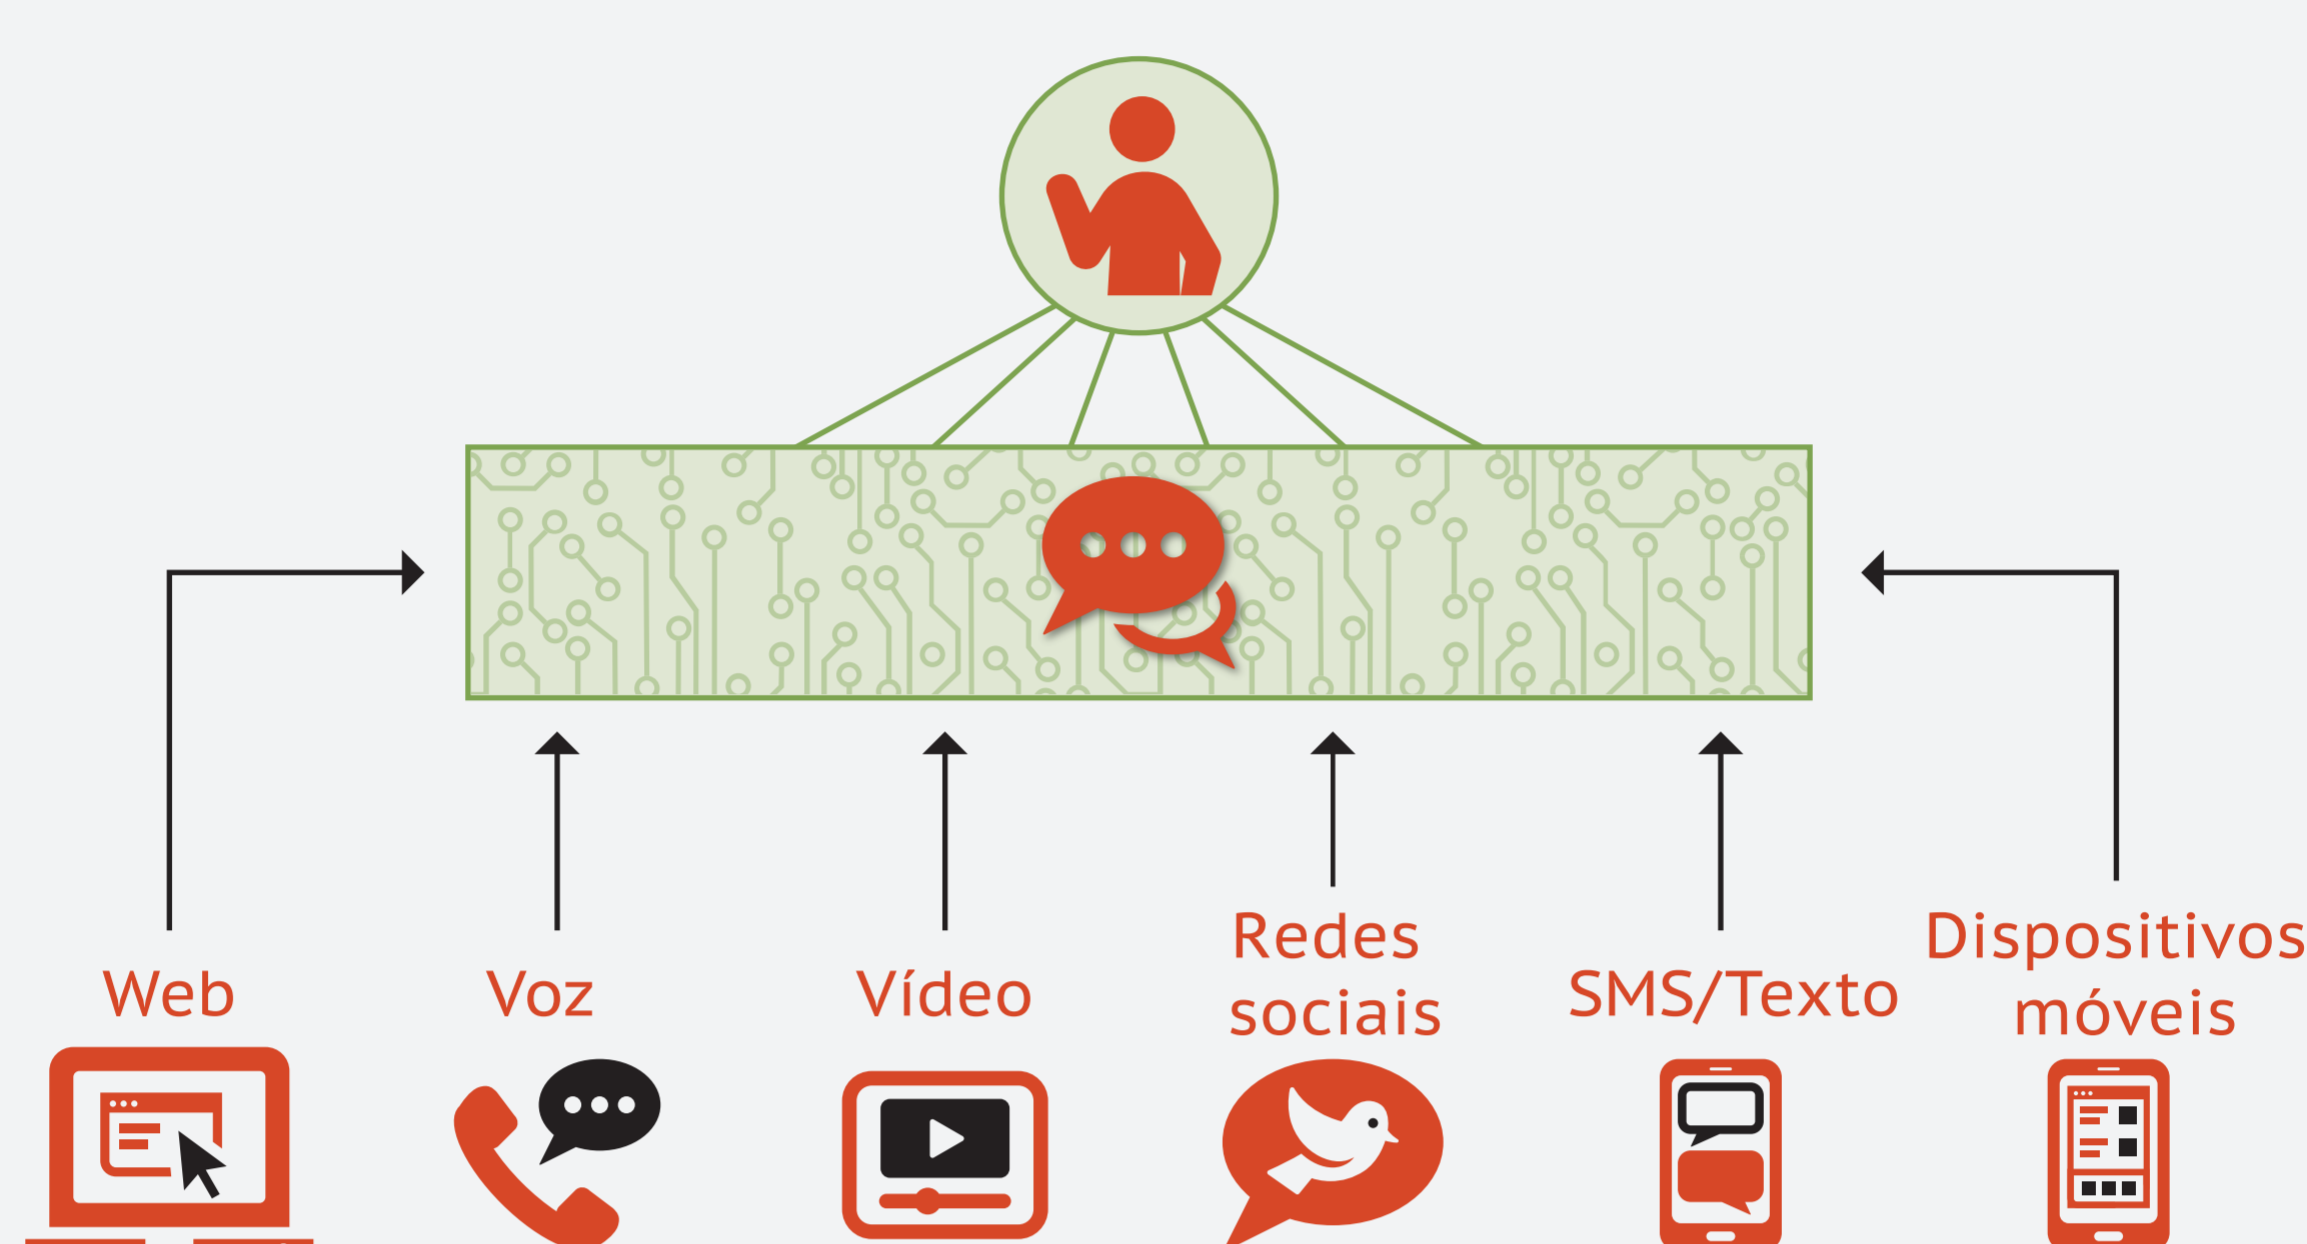 Web
Voz
Vídeo
Redes
sociais
SMS/Texto
Dispositivos
móveis